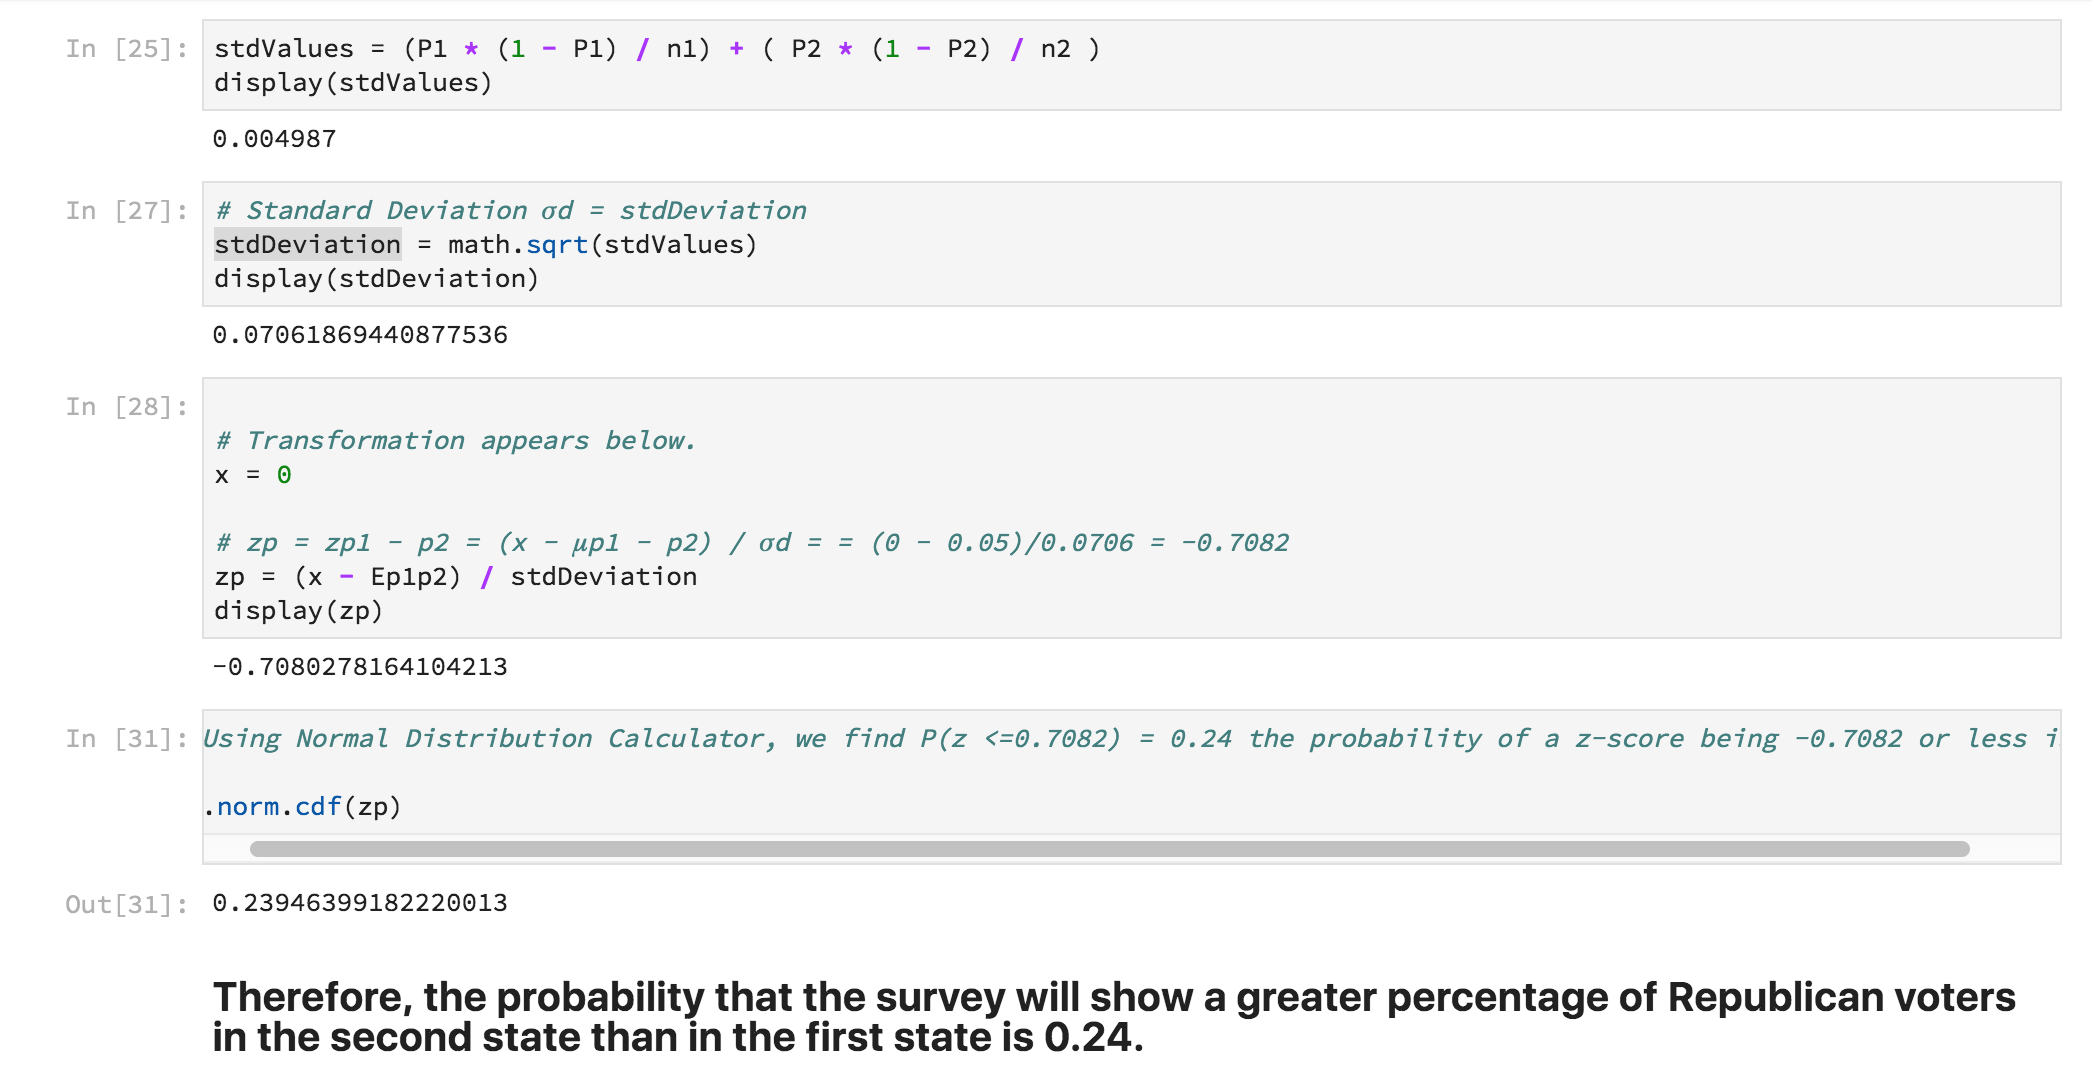 In [25]: stdValues = (P1 * (1 - P1) / n1) + ( P2 * (1 - P2) / n2 )
display(stdValues)
0.004987
In [27]: # Standard Deviation σd = stdDeviation
stdDeviation = math.sqrt(stdValues)
display(stdDeviation)
0.07061869440877536
In [28]:
# Transformation appears below.
x = 0
# zp = zp1 - p2 = (x - μp1 - p2) / σd = = (0 - 0.05)/0.0706 = -0.7082
zp = (x - Ep1p2) / stdDeviation
display(zp)
-0.7080278164104213
In [31]: Using Normal Distribution Calculator, we find P(z <=0.7082) = 0.24 the probability of a z-score being -0.7082 or less i
.norm.cdf(zp)
Out[31]: 0.23946399182220013
Therefore, the probability that the survey will show a greater percentage of Republican voters
in the second state than in the first state is 0.24.